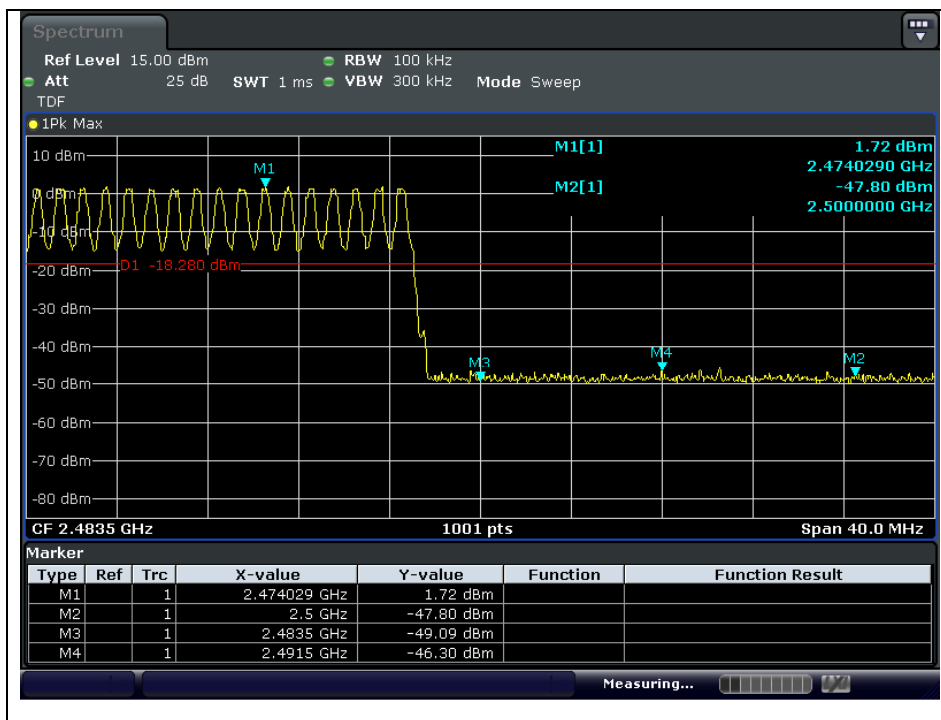 Spectrum
Ref Level 15.00 dBm RBW 100 kHz
Att 25 dB SWT 1 ms VBW 300 kHz Mode Sweep
TDF
1Pk Max
M1[1] 1.72 dBm
2.4740290 GHz
M2[1] -47.80 dBm
2.5000000 GHz
10 dBm
M1
0 dBm
-10 dBm
D1 -18.280 dBm
-20 dBm
-30 dBm
-40 dBm
M3
M4
M2
-50 dBm
-60 dBm
-70 dBm
-80 dBm
CF 2.4835 GHz 1001 pts Span 40.0 MHz
Marker
Type Ref Trc X-value Y-value Function Function Result
M1 1 2.474029 GHz 1.72 dBm
M2 1 2.5 GHz -47.80 dBm
M3 1 2.4835 GHz -49.09 dBm
M4 1 2.4915 GHz -46.30 dBm
Measuring...